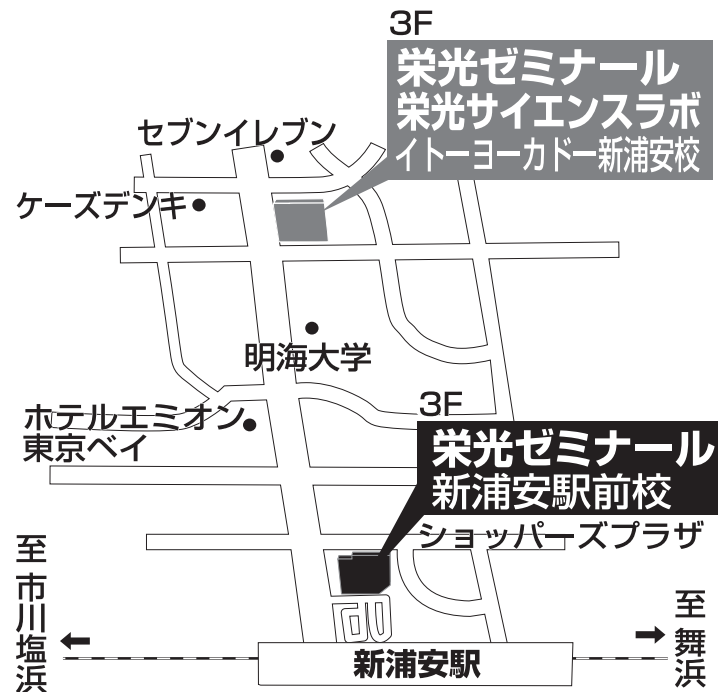 3F
栄光ゼミナール
栄光サイエンスラボ
イトーヨーカドー新浦安校
セブンイレブン
ケーズデンキ
明海大学
ホテルエミオン
東京ベイ
3F
栄光ゼミナール
新浦安駅前校
ショッパーズプラザ
至市川塩浜
至舞浜
新浦安駅